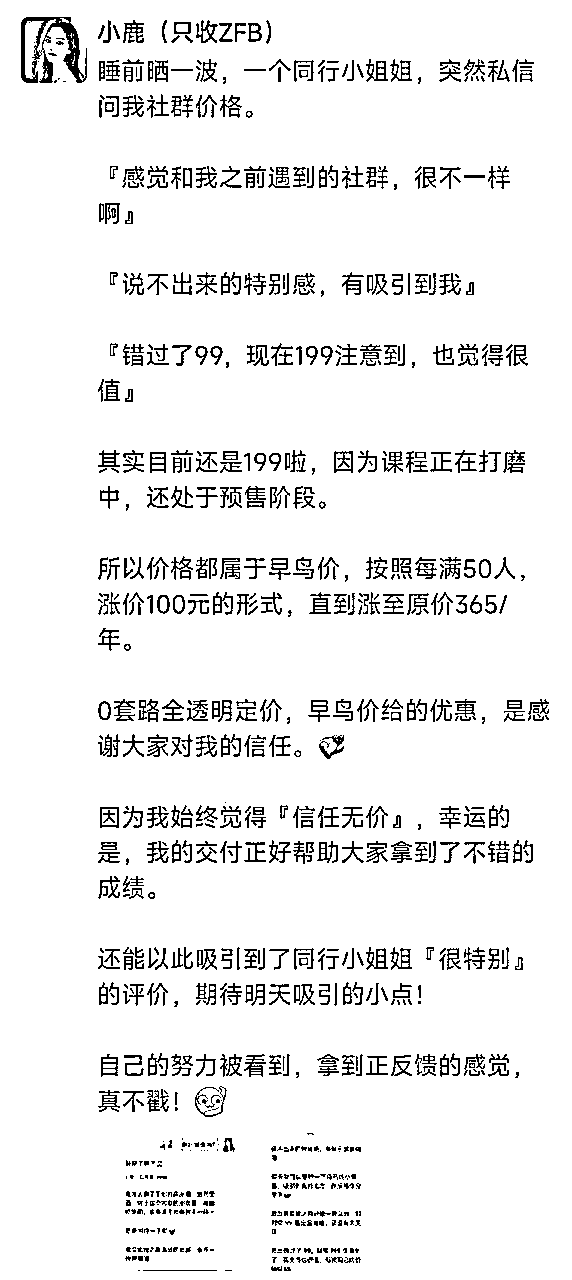 小鹿（只收ZFB）
睡前晒一波，一个同行小姐姐，突然私信
问我社群价格。
『感觉和我之前遇到的社群，很不一样
啊』
『说不出来的特别感，有吸引到我』
『错过了99，现在199注意到，也觉得很
值』
其实目前还是199啦，因为课程正在打磨
中，还处于预售阶段。
所以价格都属于早鸟价，按照每满50人，
涨价100元的形式，直到涨至原价365/
年。
0套路全透明定价，早鸟价给的优惠，是感
谢大家对我的信任。
因为我始终觉得『信任无价』，幸运的
是，我的交付正好帮助大家拿到了不错的
成绩。
还能以此吸引到了同行小姐姐『很特别』
的评价，期待明天吸引的小点！
自己的努力被看到，拿到正反馈的感觉，
真不戳！